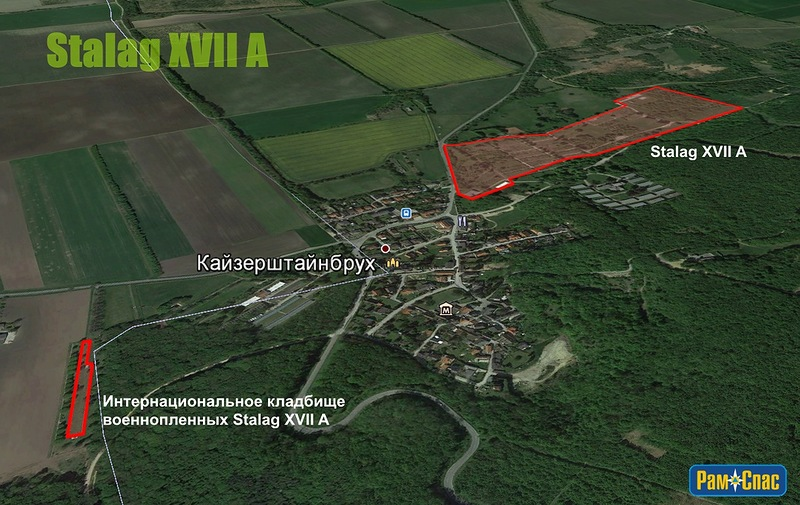 Stalag XVII A
Stalag XVII A
Кайзерштайнбрух
M
Интернациональное кладбище
военнопленных Stalag XVII A
РамСпас